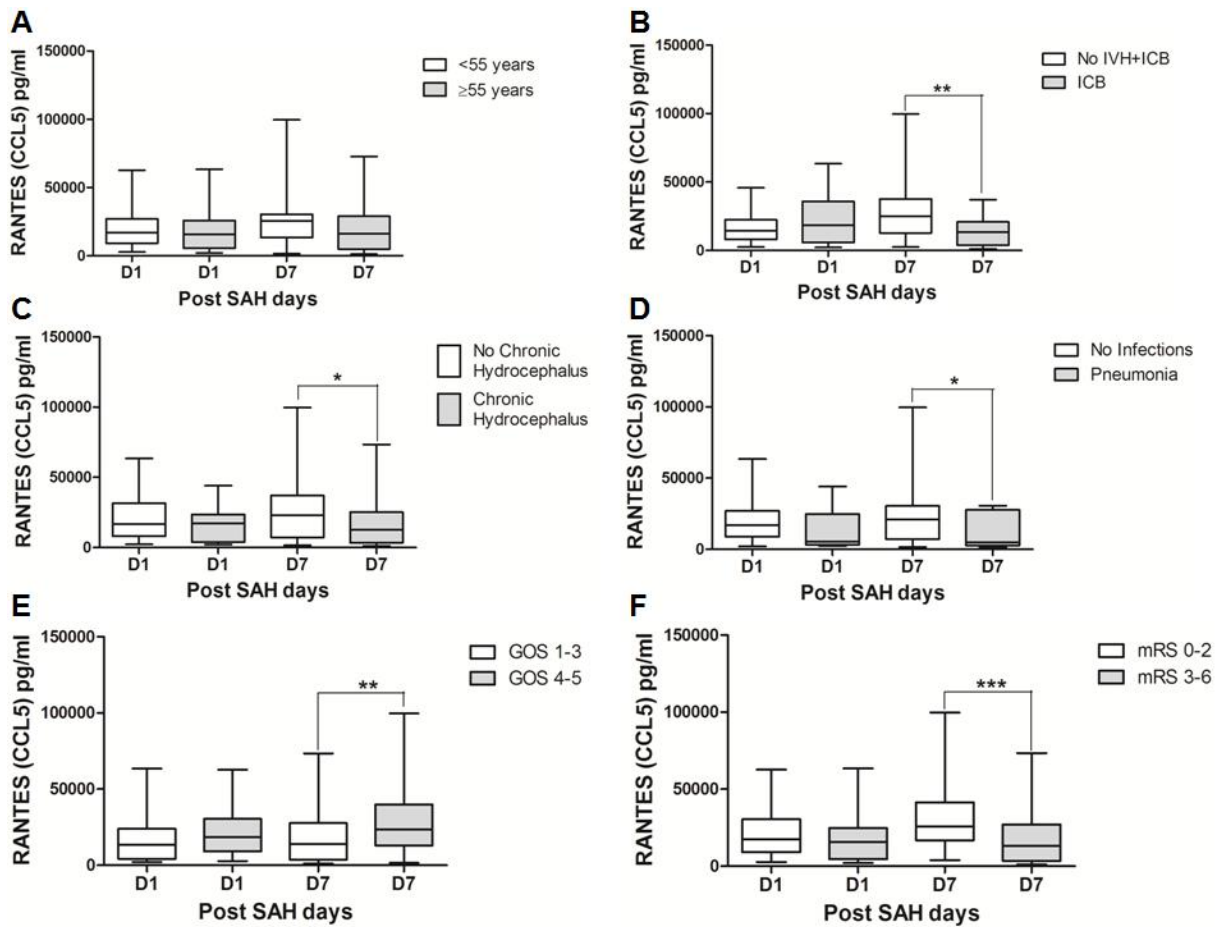 A
RANTES (CCL5) pg/ml
150000
100000
50000
0
D1 D1 D7 D7
Post SAH days
<55 years
≥55 years
B
RANTES (CCL5) pg/ml
150000
100000
50000
0
**
D1 D1 D7 D7
Post SAH days
No IVH+ICB
ICB
C
RANTES (CCL5) pg/ml
150000
100000
50000
0
*
D1 D1 D7 D7
Post SAH days
No Chronic
Hydrocephalus
Chronic
Hydrocephalus
D
RANTES (CCL5) pg/ml
150000
100000
50000
0
*
D1 D1 D7 D7
Post SAH days
No Infections
Pneumonia
E
RANTES (CCL5) pg/ml
150000
100000
50000
0
**
D1 D1 D7 D7
Post SAH days
GOS 1-3
GOS 4-5
F
RANTES (CCL5) pg/ml
150000
100000
50000
0
***
D1 D1 D7 D7
Post SAH days
mRS 0-2
mRS 3-6